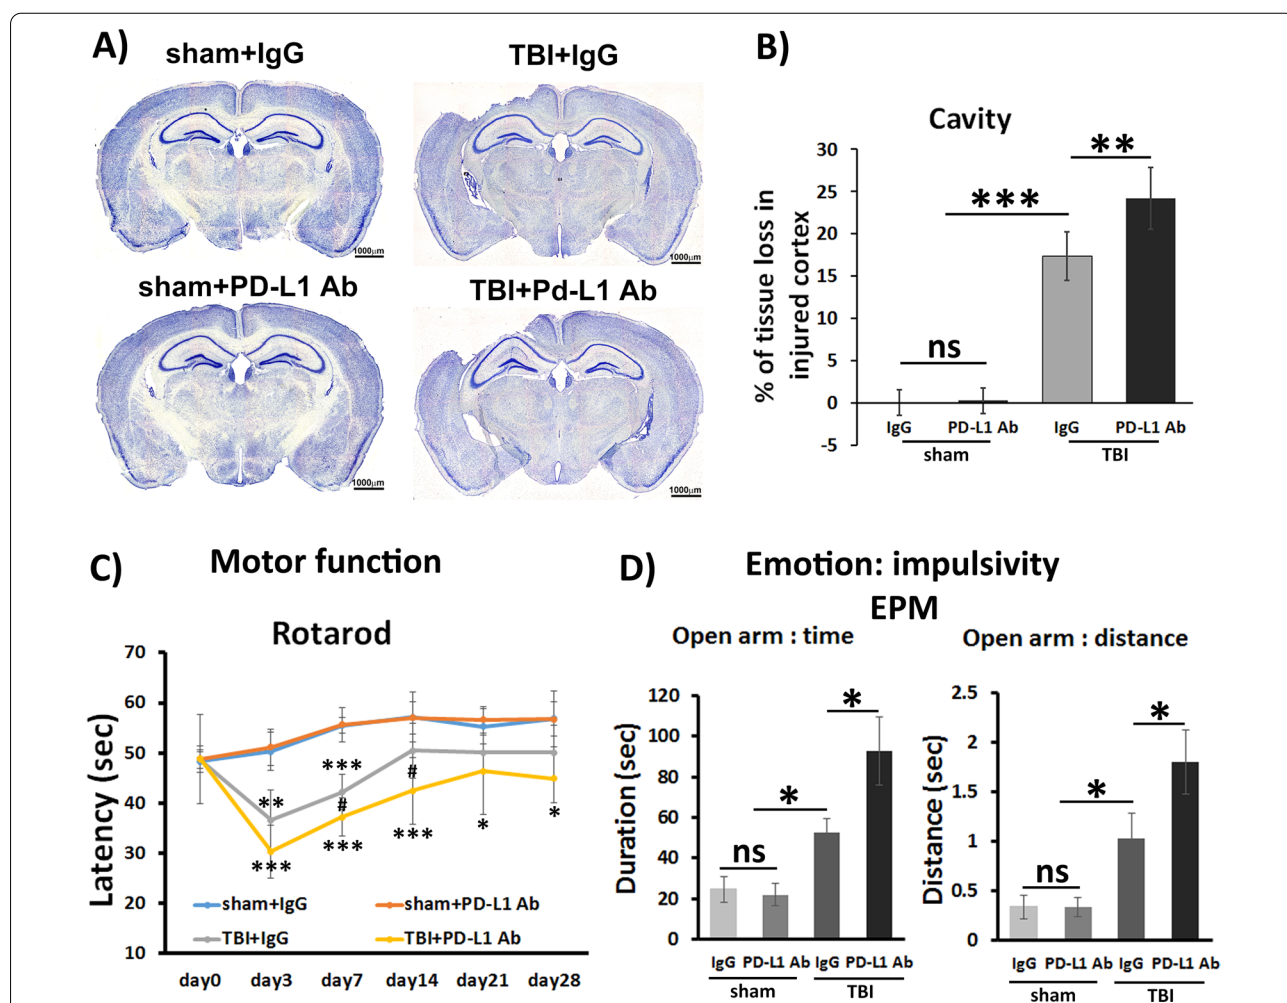 A)
sham+IgG
TBI+IgG
1000μm
1000μm
sham+PD-L1 Ab
TBI+Pd-L1 Ab
1000μm
1000μm
B)
Cavity
% of tissue loss in
injured cortex
30
25
20
15
10
5
0
-5
ns
***
**
IgG PD-L1 Ab IgG PD-L1 Ab
sham TBI
C)
Motor function
Rotarod
Latency (sec)
70
60
50
40
30
20
10
**
***
***
#
***
#
***
*
*
sham+IgG
sham+PD-L1 Ab
TBI+IgG
TBI+PD-L1 Ab
day0 day3 day7 day14 day21 day28
D)
Emotion: impulsivity
EPM
Open arm : time
Duration (sec)
120
100
80
60
40
20
0
ns
*
*
IgG PD-L1 Ab IgG PD-L1 Ab
sham TBI
Open arm : distance
Distance (sec)
2.5
2
1.5
1
0.5
0
ns
*
*
IgG PD-L1 Ab IgG PD-L1 Ab
sham TBI